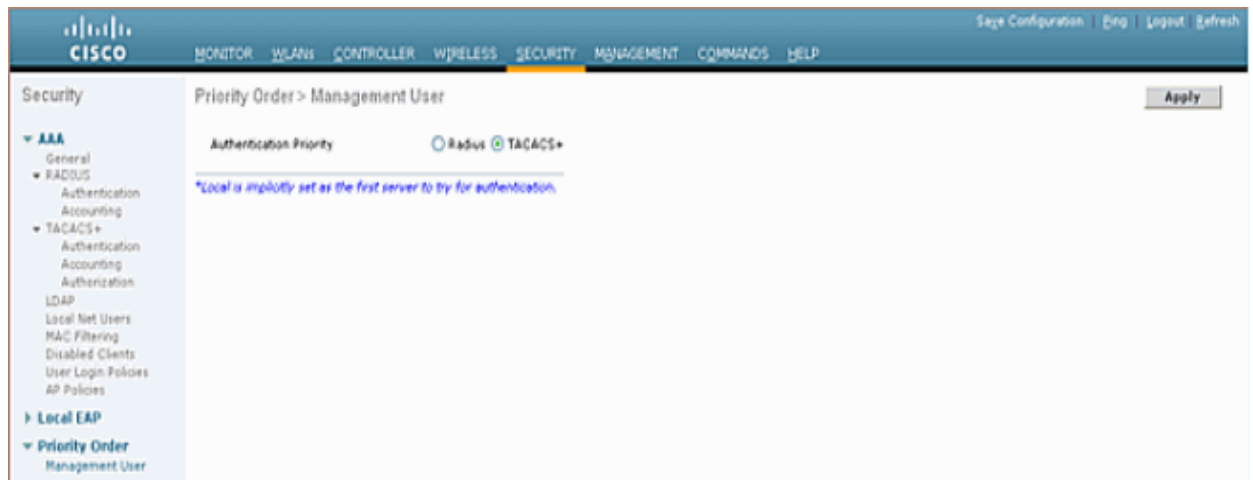 Save Configuration | Ping | Logout | Refresh
CISCO
MONITOR WLANs CONTROLLER WIRELESS SECURITY MANAGEMENT COMMANDS HELP
Security
Priority Order > Management User
Apply
AAA
General
RADIUS
Authentication
Accounting
TACACS+
Authentication
Accounting
Authorization
LDAP
Local Net Users
MAC Filtering
Disabled Clients
User Login Policies
AP Policies
Local EAP
Priority Order
Management User
Authentication Priority Radius TACACS+
*Local is implicitly set as the first server to try for authentication.